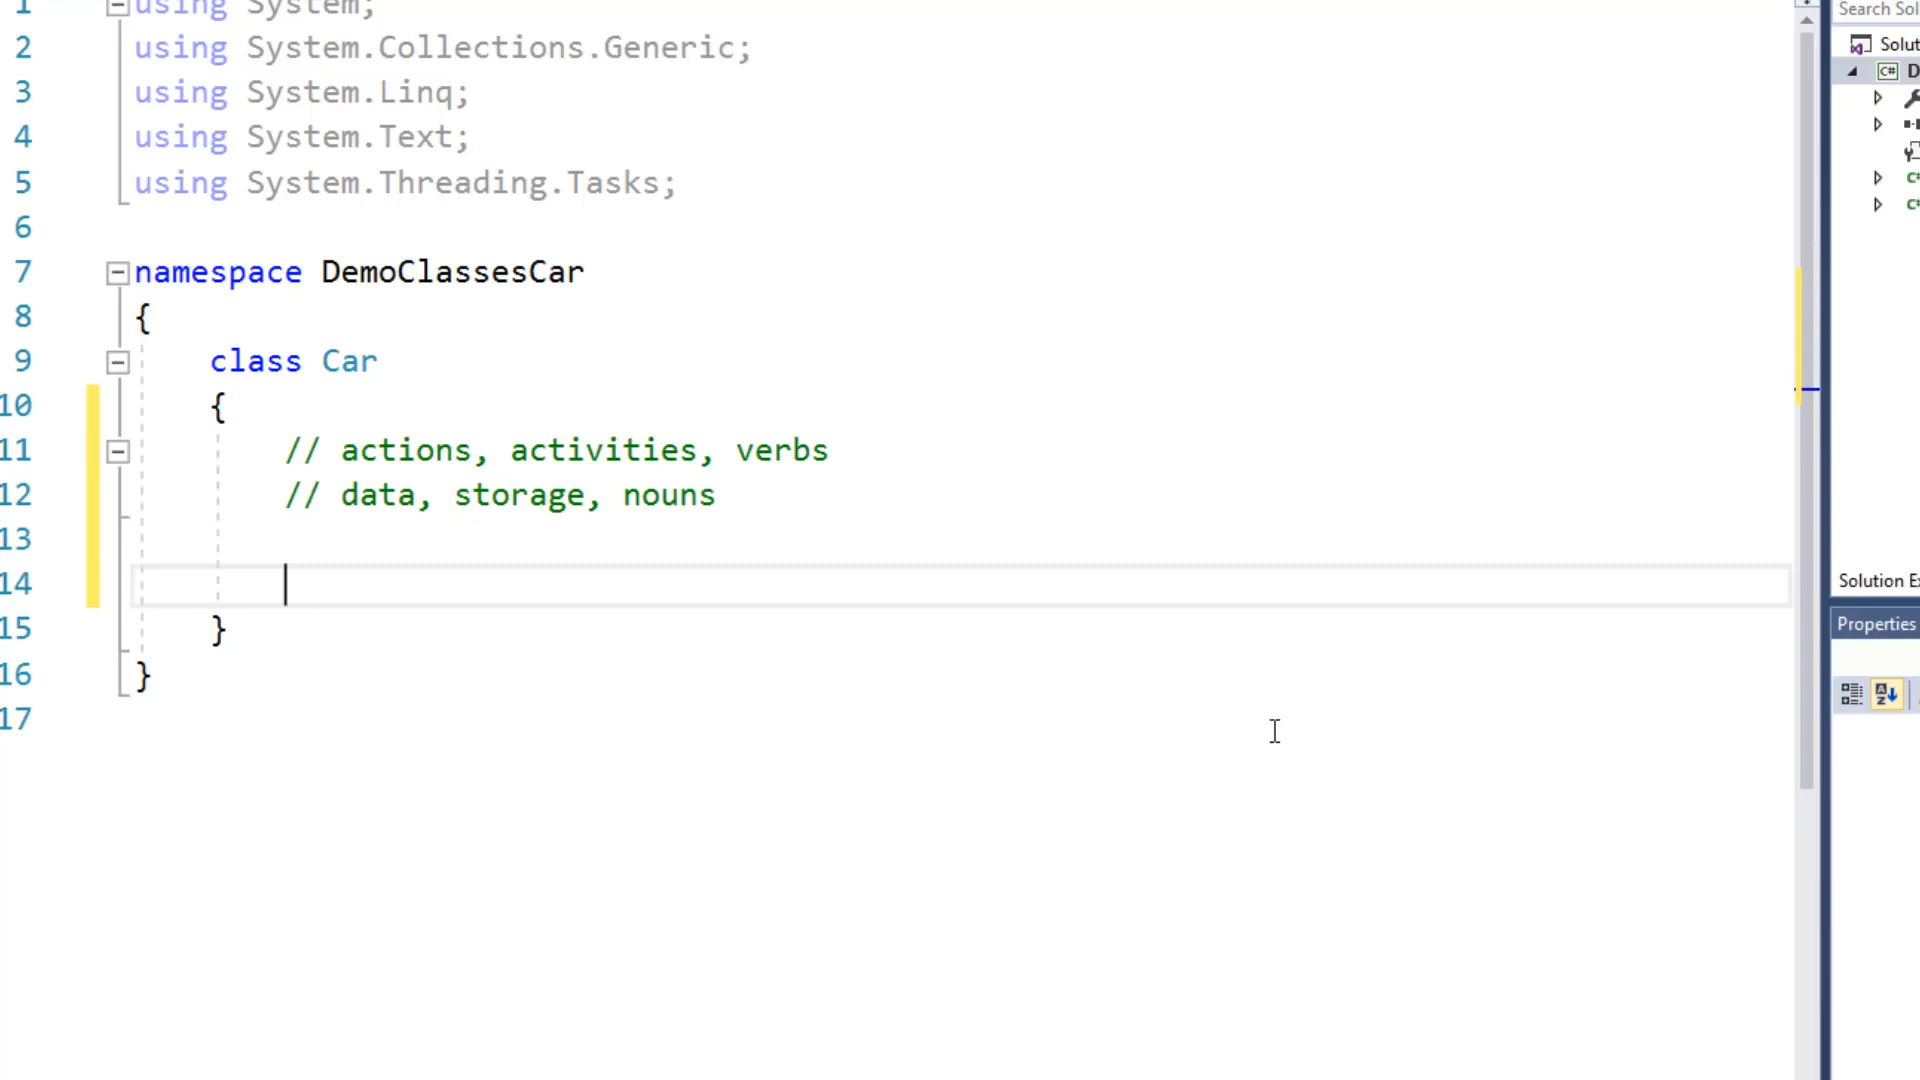 1 using System;
2 using System.Collections.Generic;
3 using System.Linq;
4 using System.Text;
5 using System.Threading.Tasks;
6
7 namespace DemoClassesCar
8 {
9 class Car
10 {
11 // actions, activities, verbs
12 // data, storage, nouns
13
14
15 }
16 }
17
Search Sol
Solut
C# D
Solution Ex
Properties